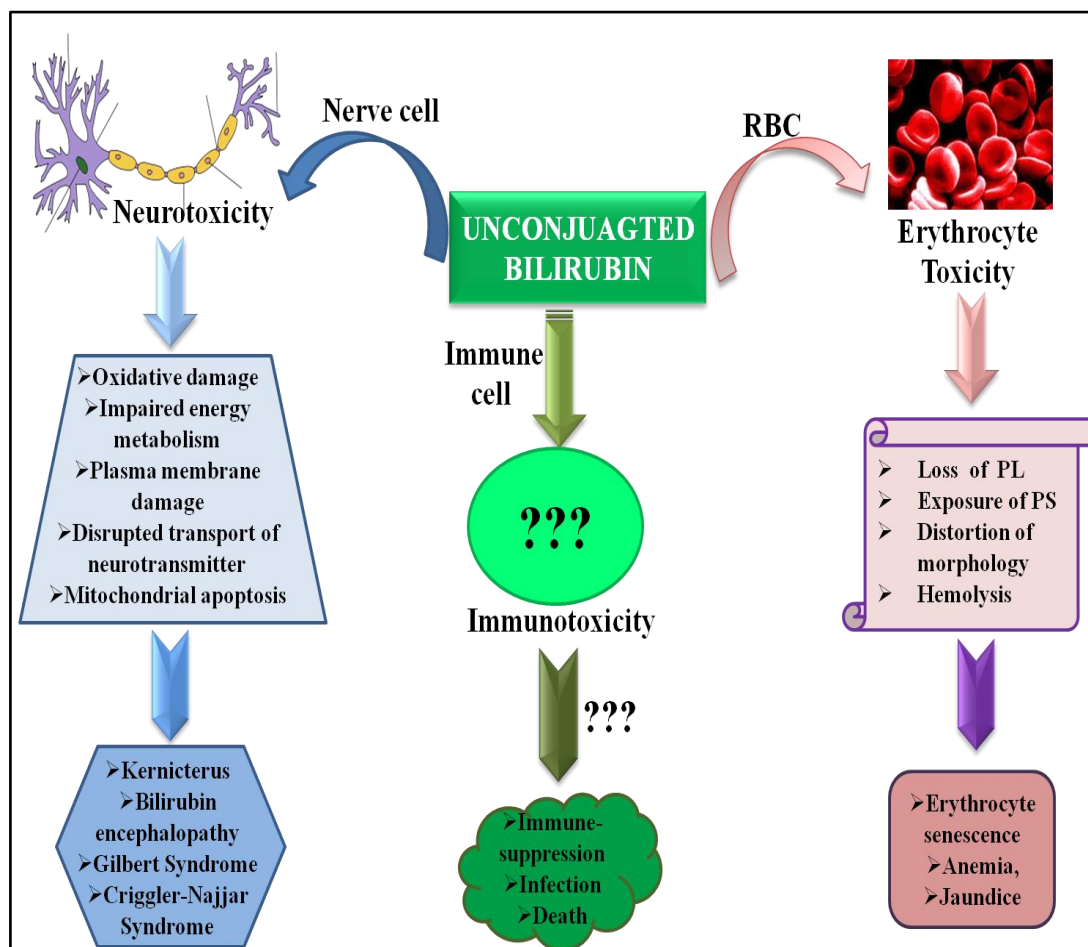 Nerve cell
Neurotoxicity
➢Oxidative damage
➢Impaired energy
metabolism
➢Plasma membrane
damage
➢Disrupted transport of
neurotransmitter
➢Mitochondrial apoptosis
➢Kernicterus
➢Bilirubin
encephalopathy
➢Gilbert Syndrome
➢Criggler-Najjar
Syndrome
UNCONJUAGTED
BILIRUBIN
Immune
cell
???
Immunotoxicity
???
➢Immune-
suppression
➢Infection
➢Death
RBC
Erythrocyte
Toxicity
➢ Loss of PL
➢ Exposure of PS
➢ Distortion of
morphology
➢ Hemolysis
➢Erythrocyte
senescence
➢Anemia,
➢Jaundice